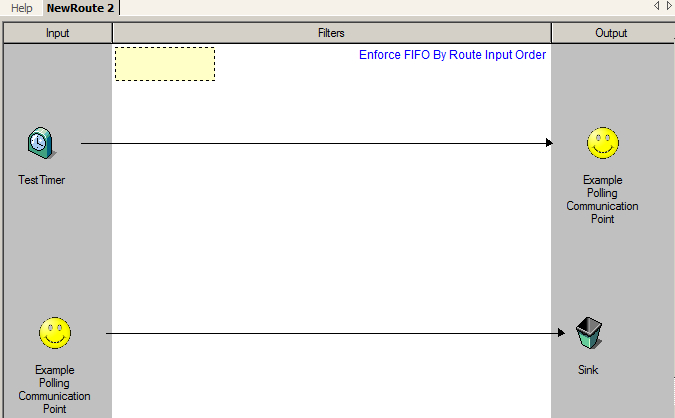 Help NewRoute 2
Input Filters Output
Enforce FIFO By Route Input Order
TestTimer
Example
Polling
Communication
Point
Example
Polling
Communication
Point
Sink